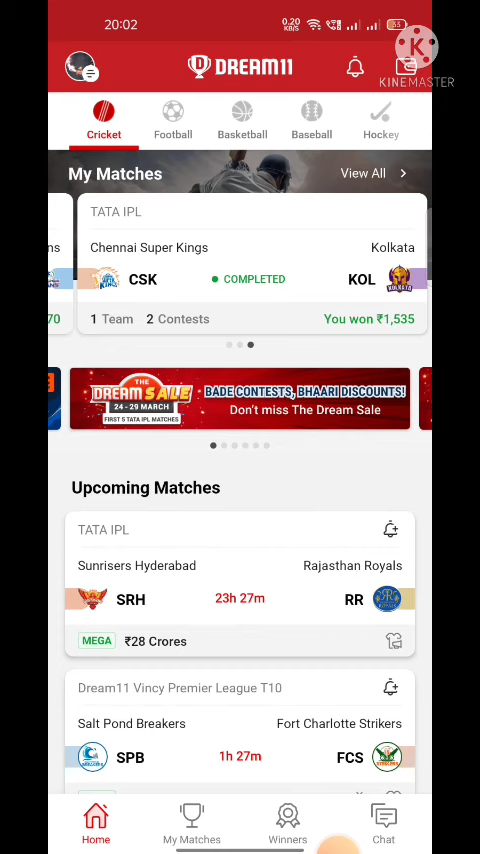 20:02
0.20
KB/S
55
KINEMASTER
DREAM11
Cricket
Football
Basketball
Baseball
Hockey
My Matches
View All
TATA IPL
ns
Chennai Super Kings
Kolkata
CSK
COMPLETED
KOL
70
1 Team 2 Contests
You won ₹1,535
THE
DREAM SALE
24 - 29 MARCH
FIRST 5 TATA IPL MATCHES
BADE CONTESTS, BHAARI DISCOUNTS!
Don't miss The Dream Sale
Upcoming Matches
TATA IPL
Sunrisers Hyderabad
Rajasthan Royals
SRH
23h 27m
RR
MEGA
₹28 Crores
Dream11 Vincy Premier League T10
Salt Pond Breakers
Fort Charlotte Strikers
SPB
1h 27m
FCS
Home
My Matches
Winners
Chat